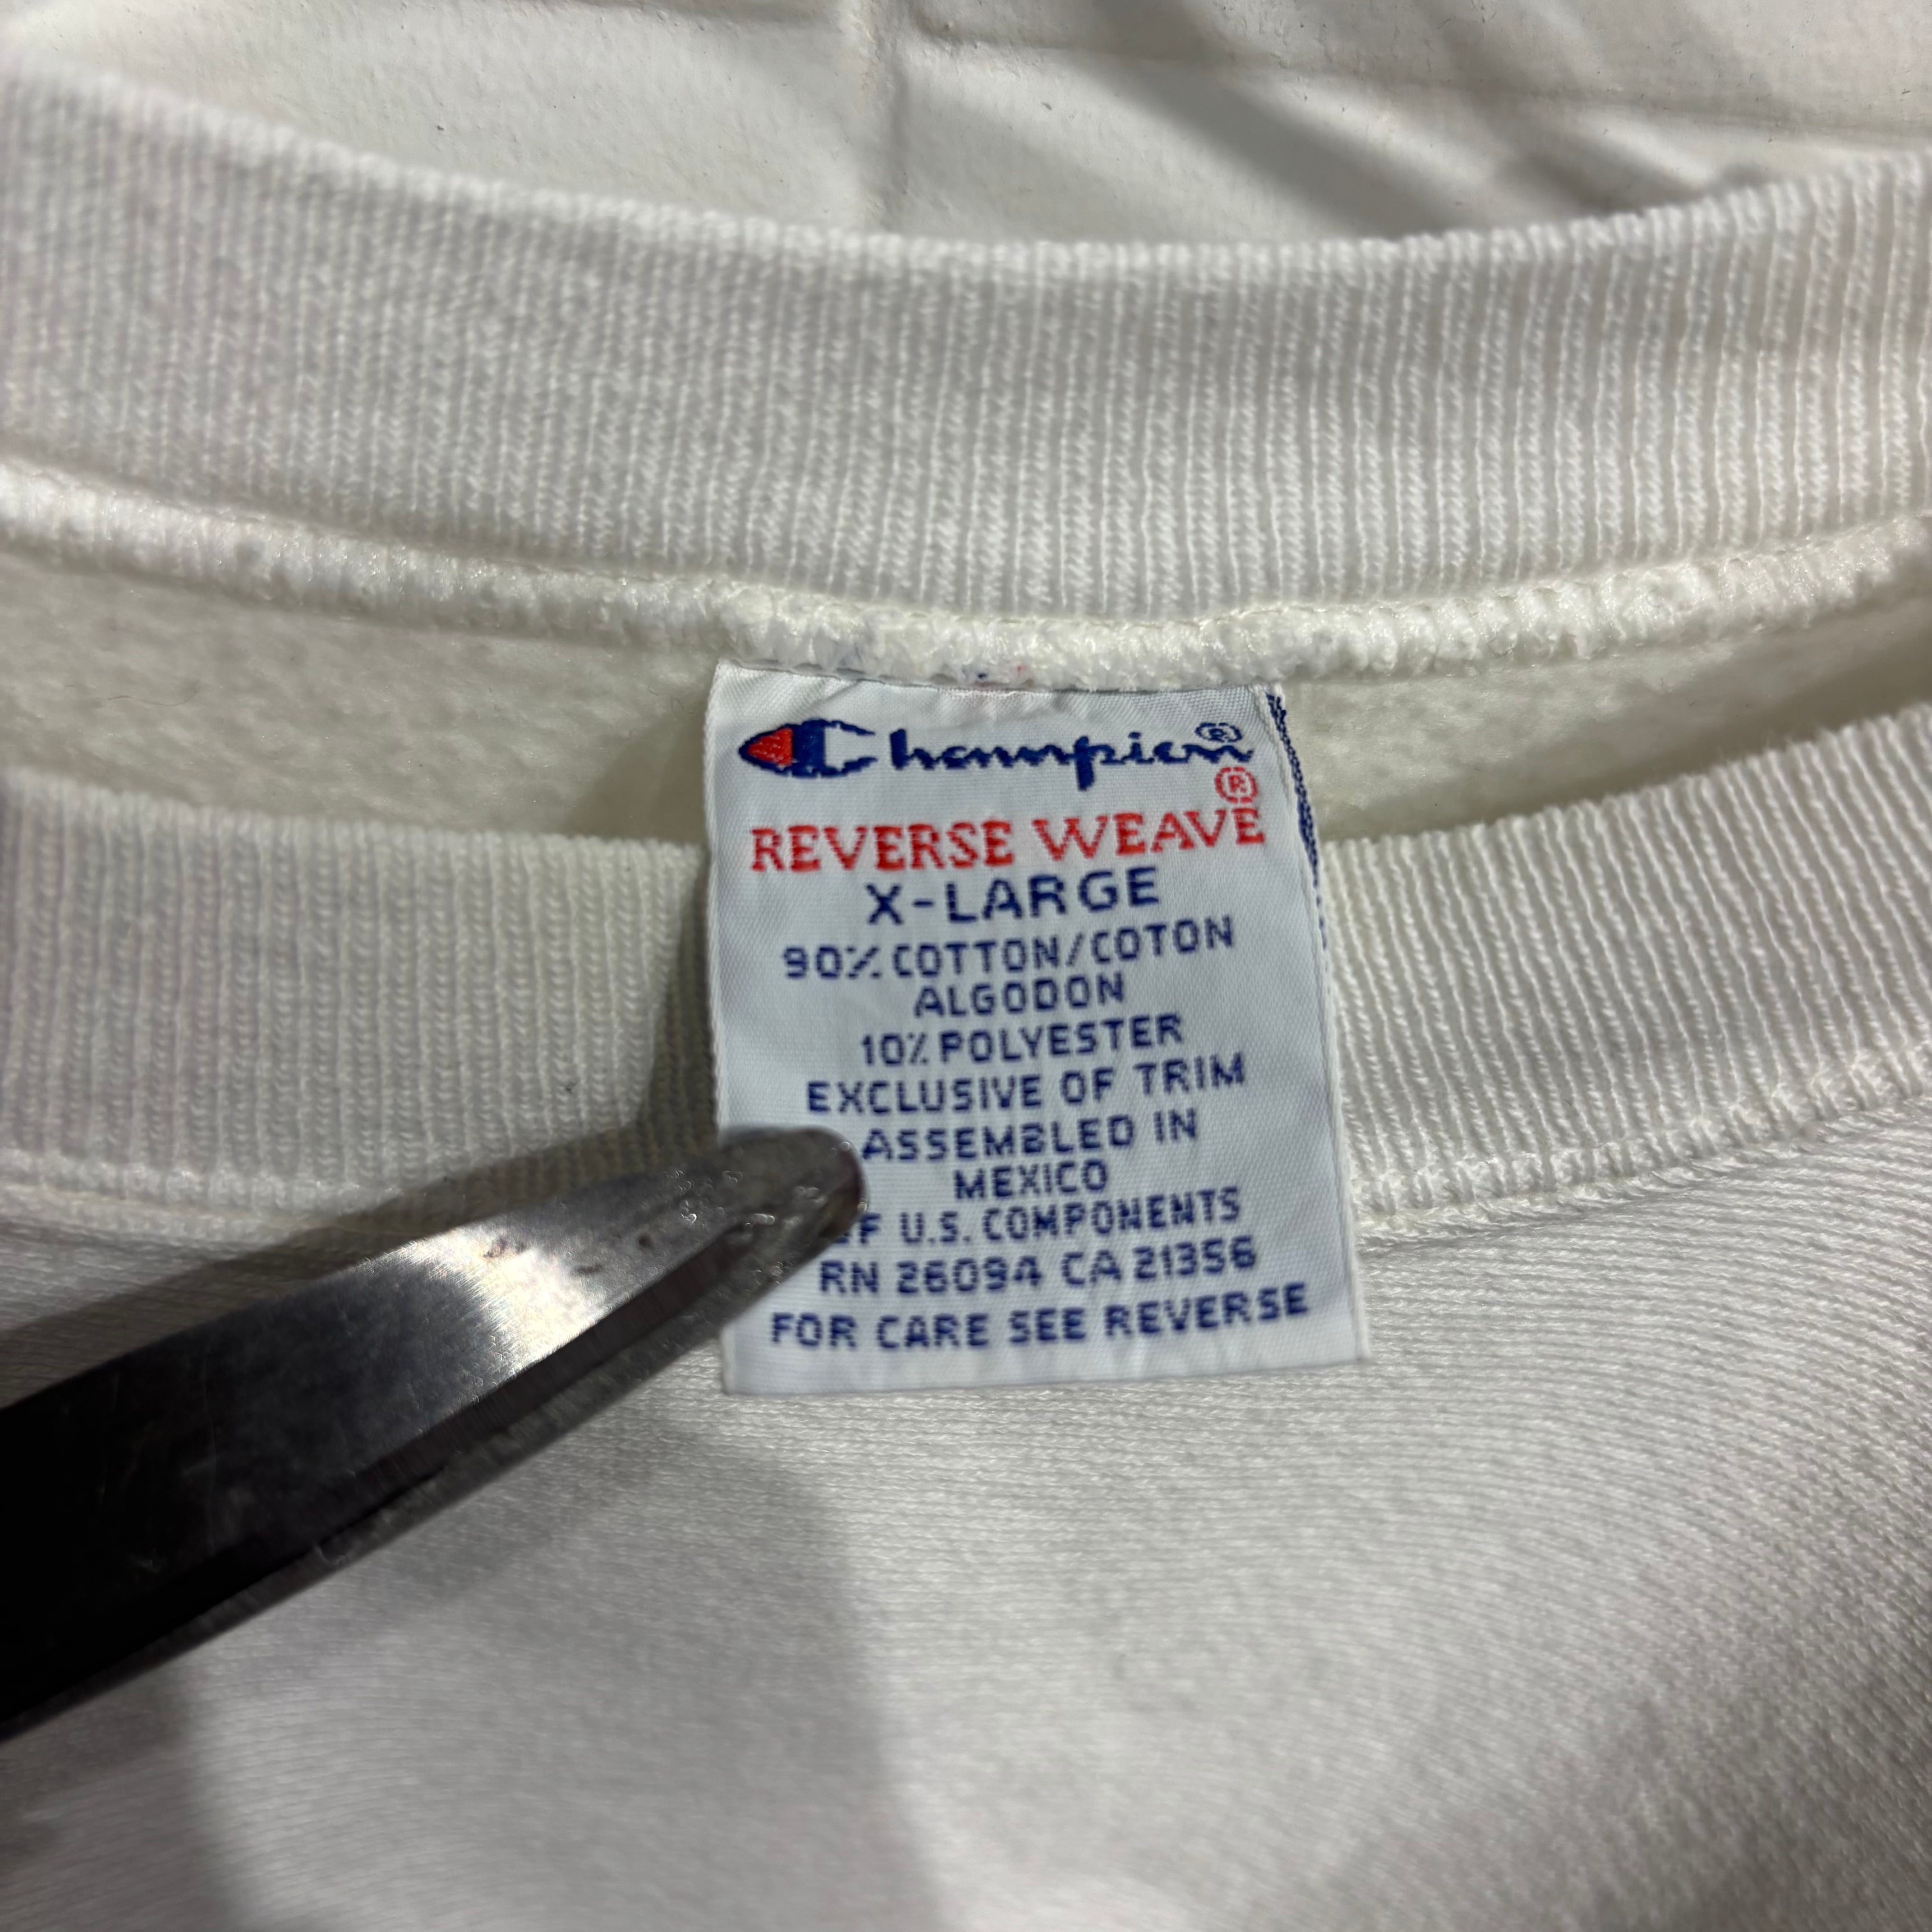 Champion®
®
REVERSE WEAVE
X-LARGE
90% COTTON/COTON
ALGODON
10% POLYESTER
EXCLUSIVE OF TRIM
ASSEMBLED IN
MEXICO
U.S. COMPONENTS
RN 26094 CA 21356
FOR CARE SEE REVERSE